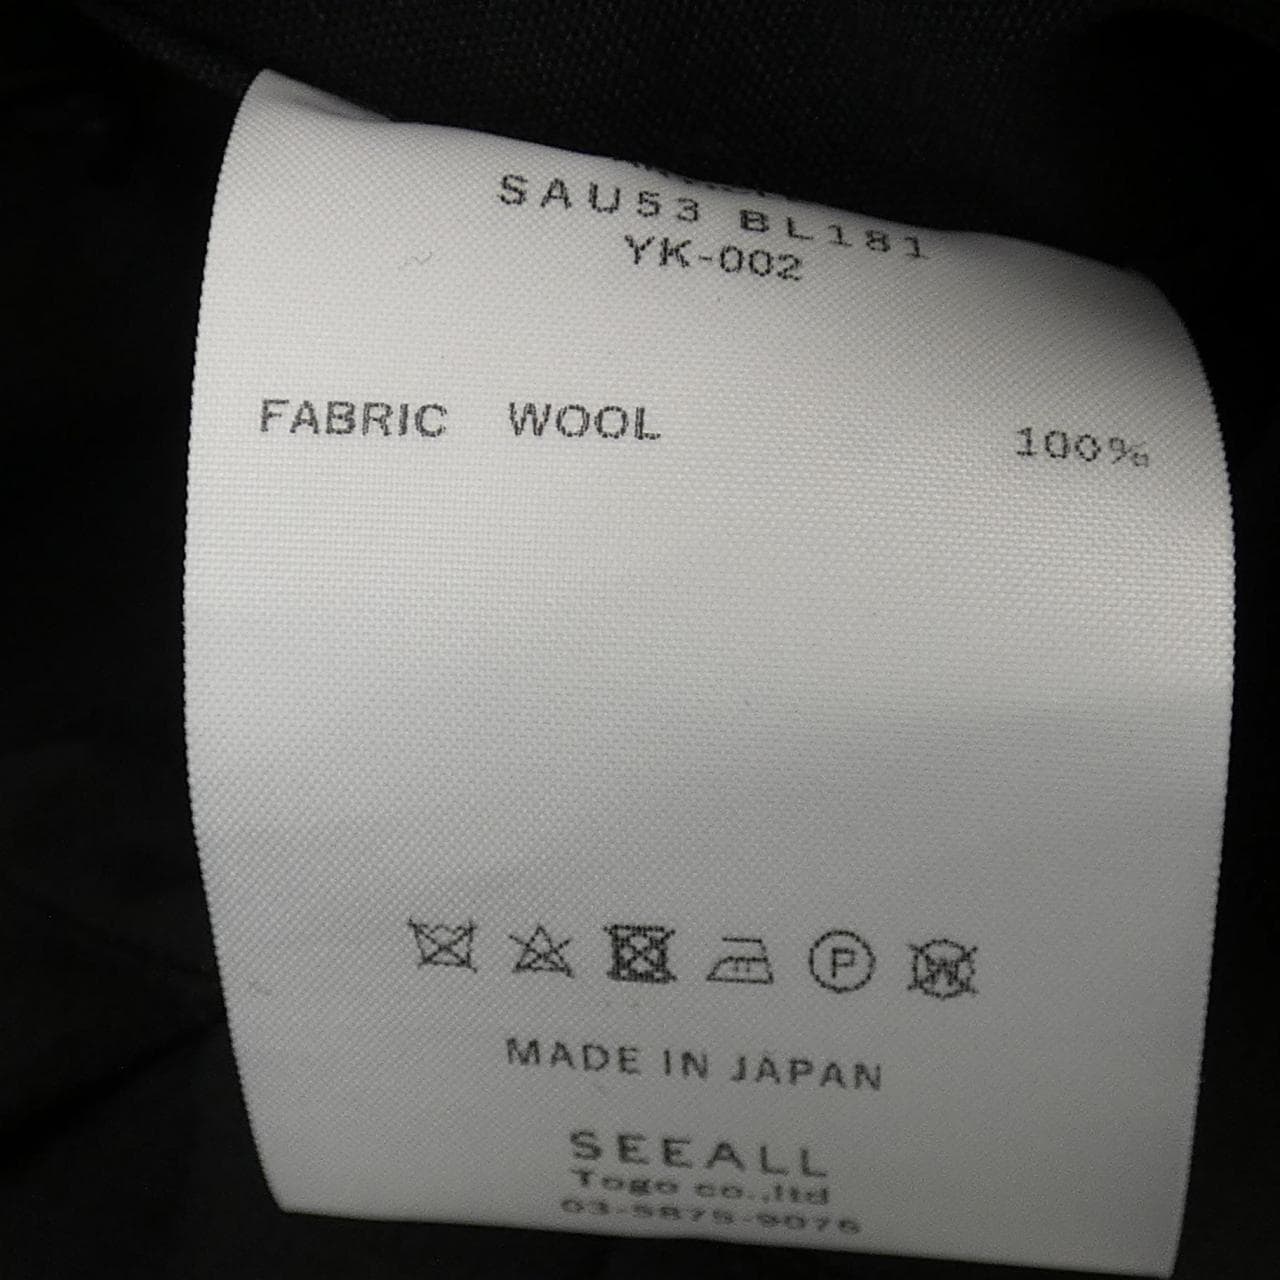 SAU53 BL181
YK-002
FABRIC WOOL 100%
P
W
MADE IN JAPAN
SEEALL
Togo co.,ltd
03-5875-9076